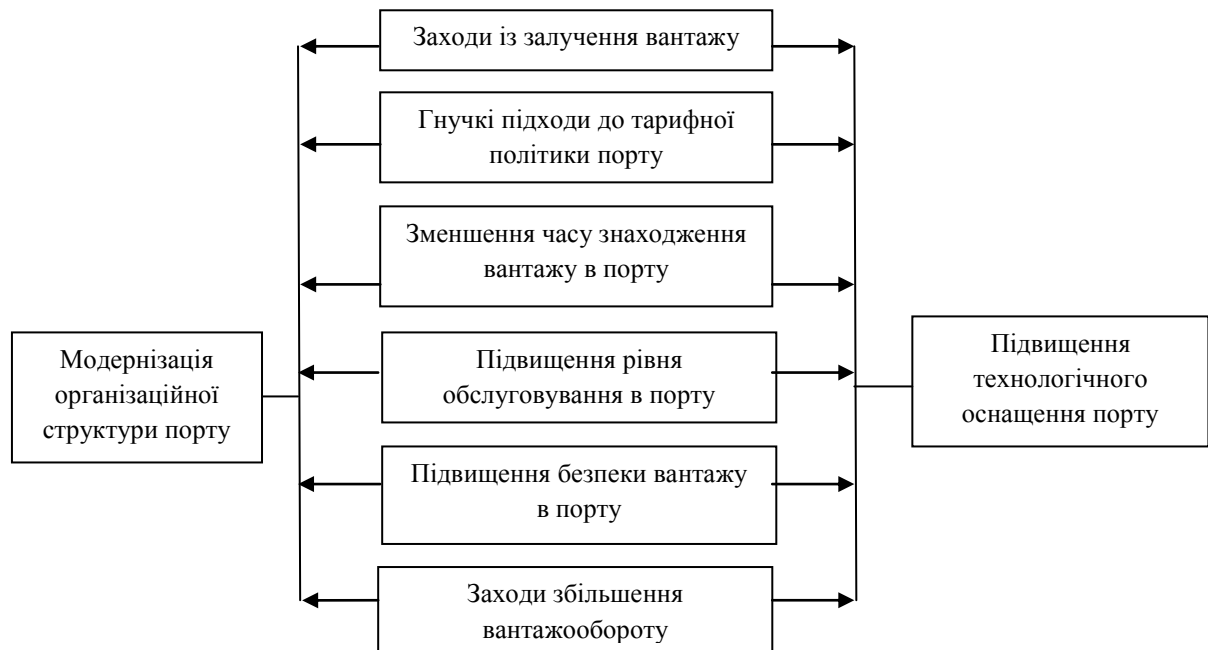 Заходи із залучення вантажу
Гнучкі підходи до тарифної
політики порту
Зменшення часу знаходження
вантажу в порту
Модернізація
організаційної
структури порту
Підвищення рівня
обслуговування в порту
Підвищення
технологічного
оснащення порту
Підвищення безпеки вантажу
в порту
Заходи збільшення
вантажообороту